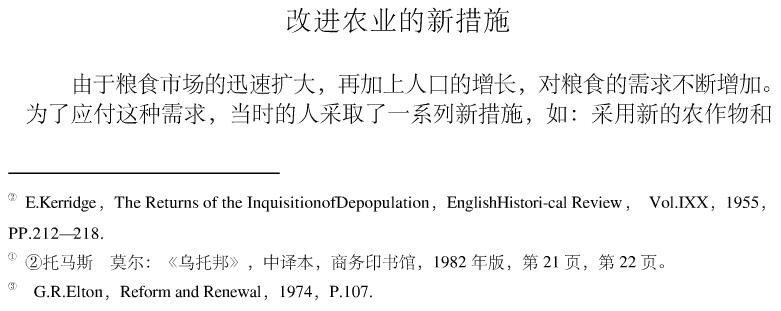 改进农业的新措施
由于粮食市场的迅速扩大，再加上人口的增长，对粮食的需求不断增加。
为了应付这种需求，当时的人采取了一系列新措施，如：采用新的农作物和
② E.Kerridge，The Returns of the InquisitionofDepopulation，EnglishHistori-cal Review， Vol.IXX，1955，
PP.212—218.
① ②托马斯 莫尔：《乌托邦》，中译本，商务印书馆，1982 年版，第 21 页，第 22 页。
③ G.R.Elton，Reform and Renewal，1974，P.107.